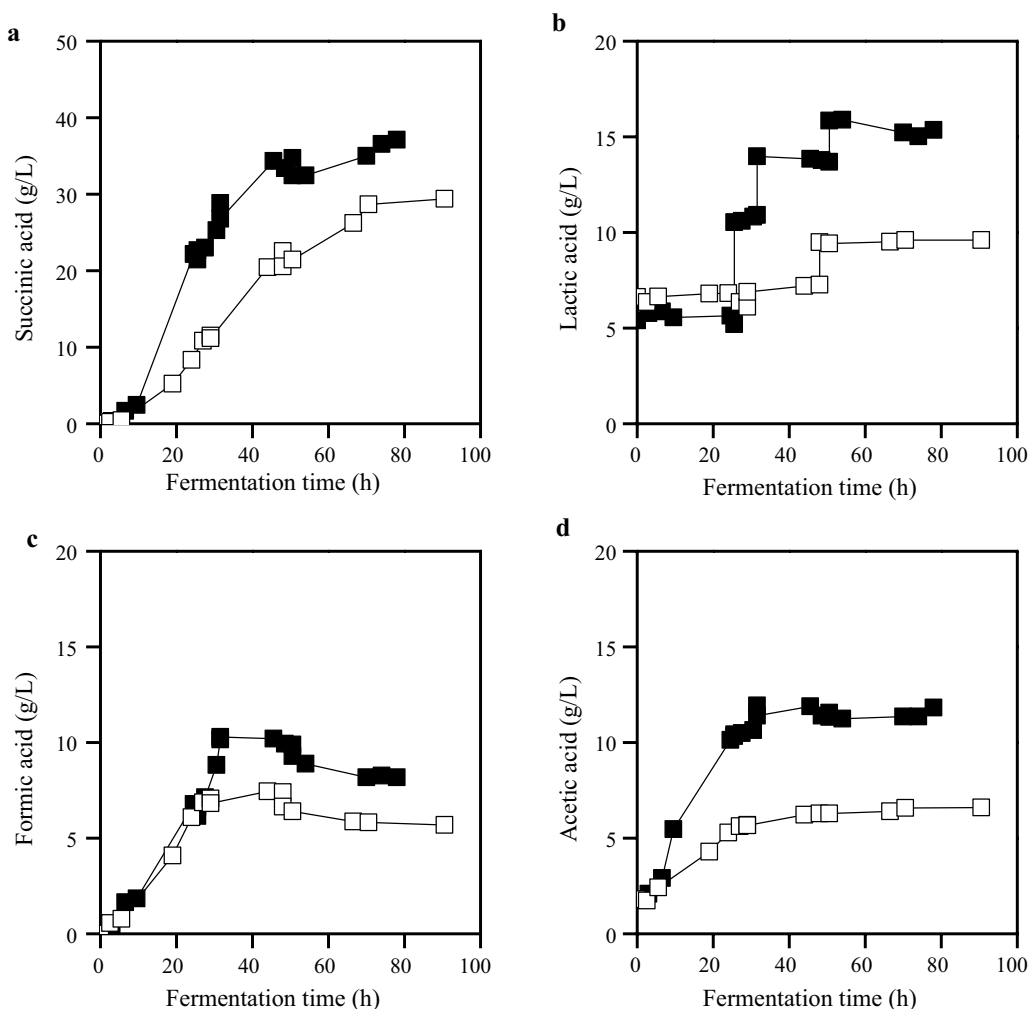 a
50
40
30
20
10
0
Succinic acid (g/L)
0 20 40 60 80 100
Fermentation time (h)
b
20
15
10
5
0
Lactic acid (g/L)
0 20 40 60 80 100
Fermentation time (h)
c
20
15
10
5
0
Formic acid (g/L)
0 20 40 60 80 100
Fermentation time (h)
d
20
15
10
5
0
Acetic acid (g/L)
0 20 40 60 80 100
Fermentation time (h)